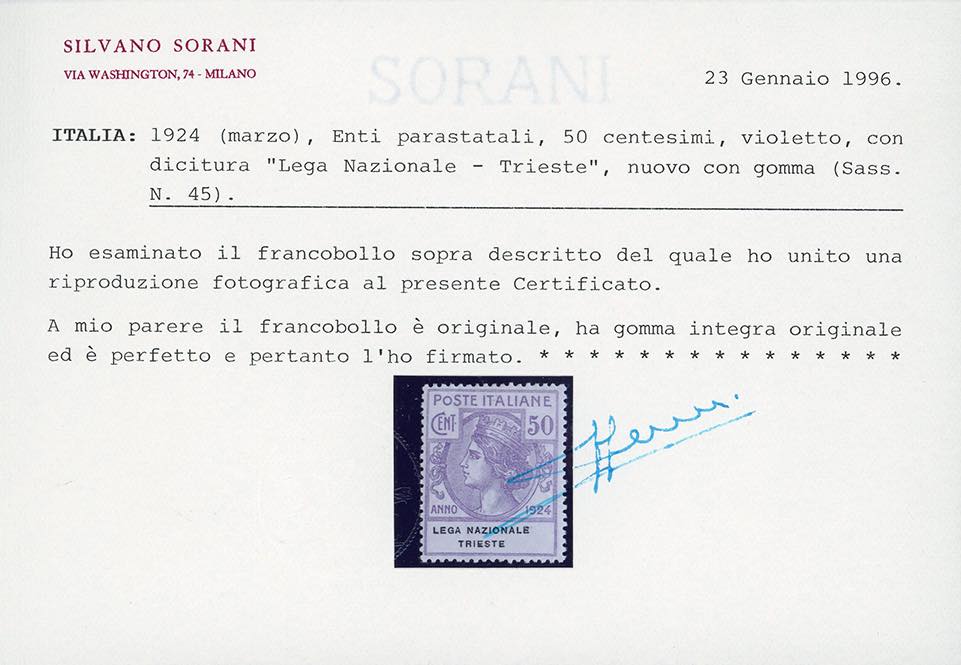 SILVANO SORANI
VIA WASHINGTON, 74 - MILANO
SORANI
23 Gennaio 1996.
ITALIA: 1924 (marzo), Enti parastatali, 50 centesimi, violetto, con
dicitura "Lega Nazionale - Trieste", nuovo con gomma (Sass.
N. 45).
Ho esaminato il francobollo sopra descritto del quale ho unito una
riproduzione fotografica al presente Certificato.
A mio parere il francobollo è originale, ha gomma integra originale
ed è perfetto e pertanto l'ho firmato. * * * * * * * * * * * * * * *
POSTE ITALIANE
CENT. 50
ANNO 1924
LEGA NAZIONALE
TRIESTE